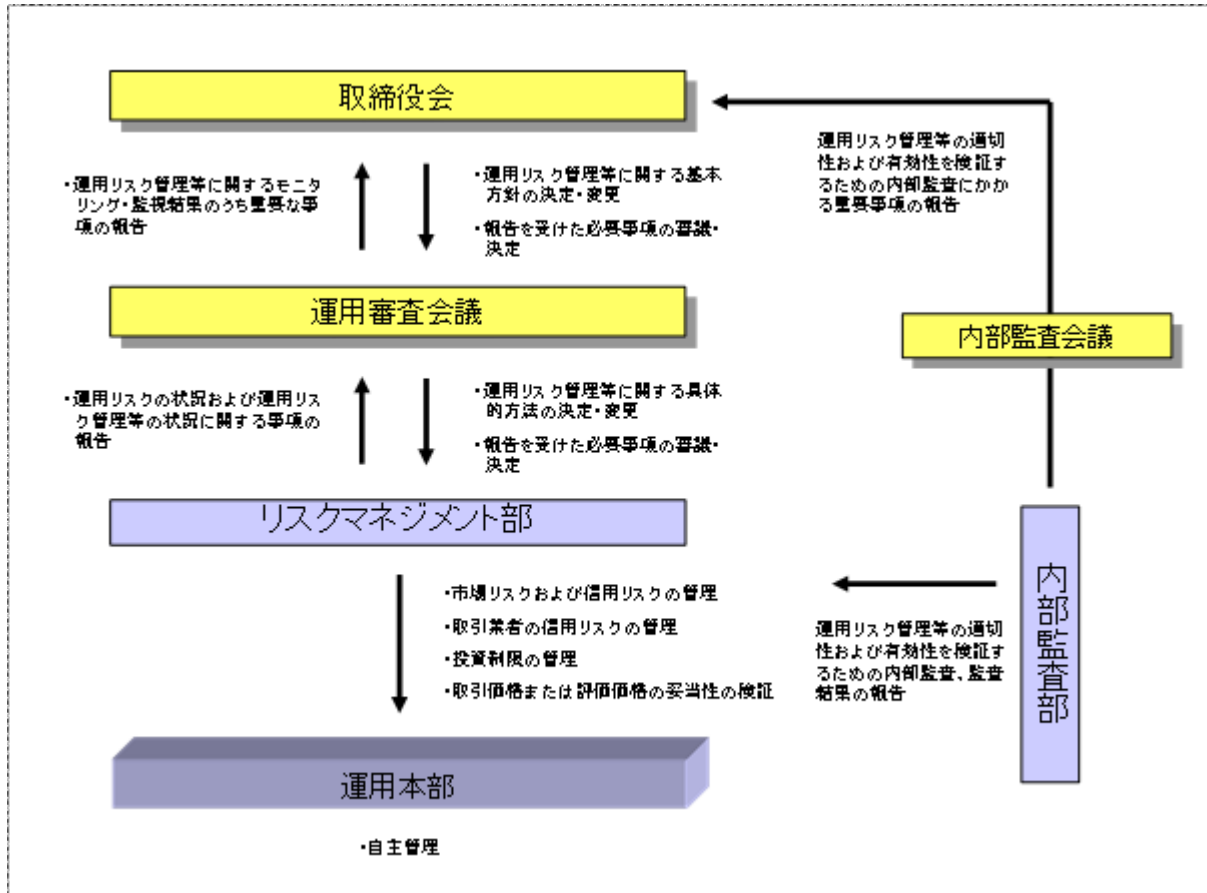 取締役会
・運用リスク管理等に関するモニタ
リング・監視結果のうち重要な事
項の報告
・運用リスク管理等に関する基本
方針の決定・変更
・報告を受けた必要事項の審議・
決定
運用リスク管理等の適切
性および有効性を検証す
るための内部監査にかか
る重要事項の報告
運用審査会議
内部監査会議
・運用リスクの状況および運用リス
ク管理等の状況に関する事項の
報告
・運用リスク管理等に関する具体
的方法の決定・変更
・報告を受けた必要事項の審議・
決定
リスクマネジメント部
・市場リスクおよび信用リスクの管理
・取引業者の信用リスクの管理
・投資制限の管理
・取引価格または評価価格の妥当性の検証
運用リスク管理等の適切
性および有効性を検証す
るための内部監査、監査
結果の報告
内部監査部
運用本部
・自主管理